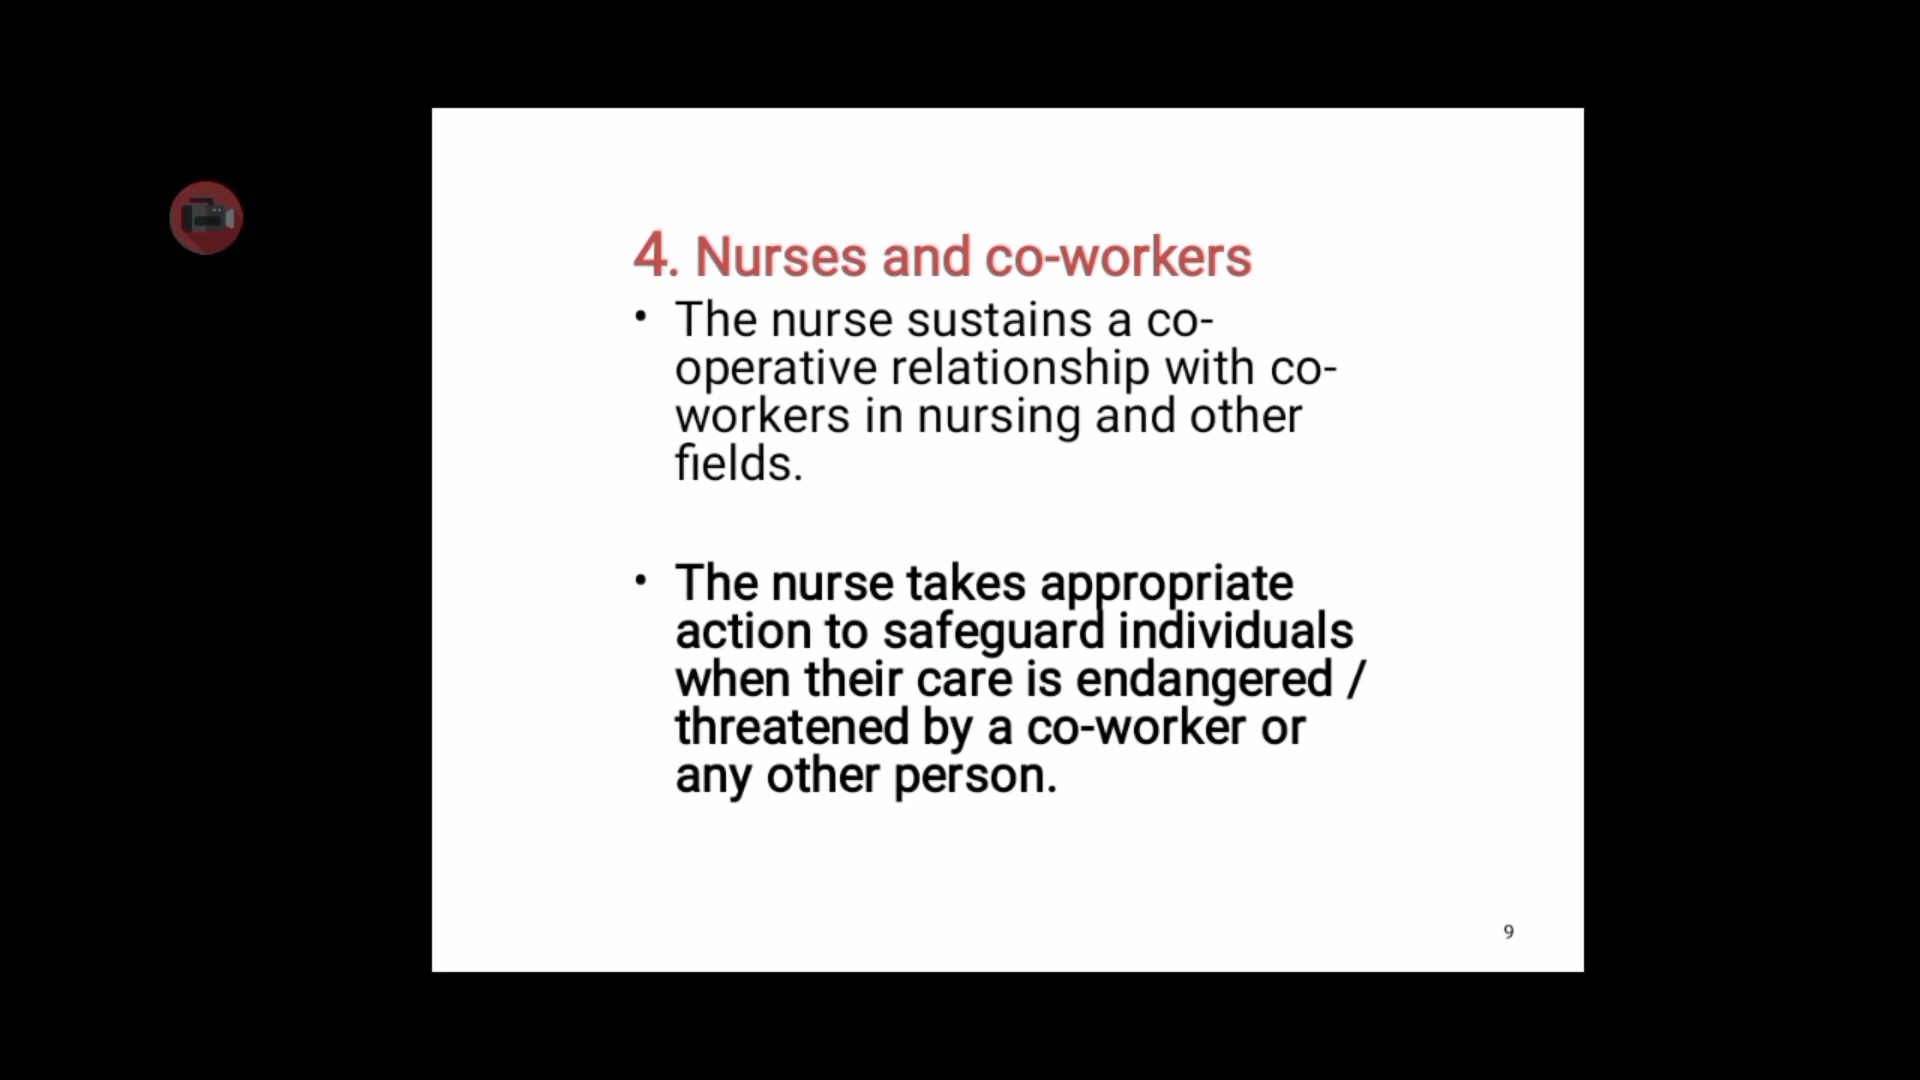 4. Nurses and co-workers
• The nurse sustains a co-
operative relationship with co-
workers in nursing and other
fields.
• The nurse takes appropriate
action to safeguard individuals
when their care is endangered /
threatened by a co-worker or
any other person.
9